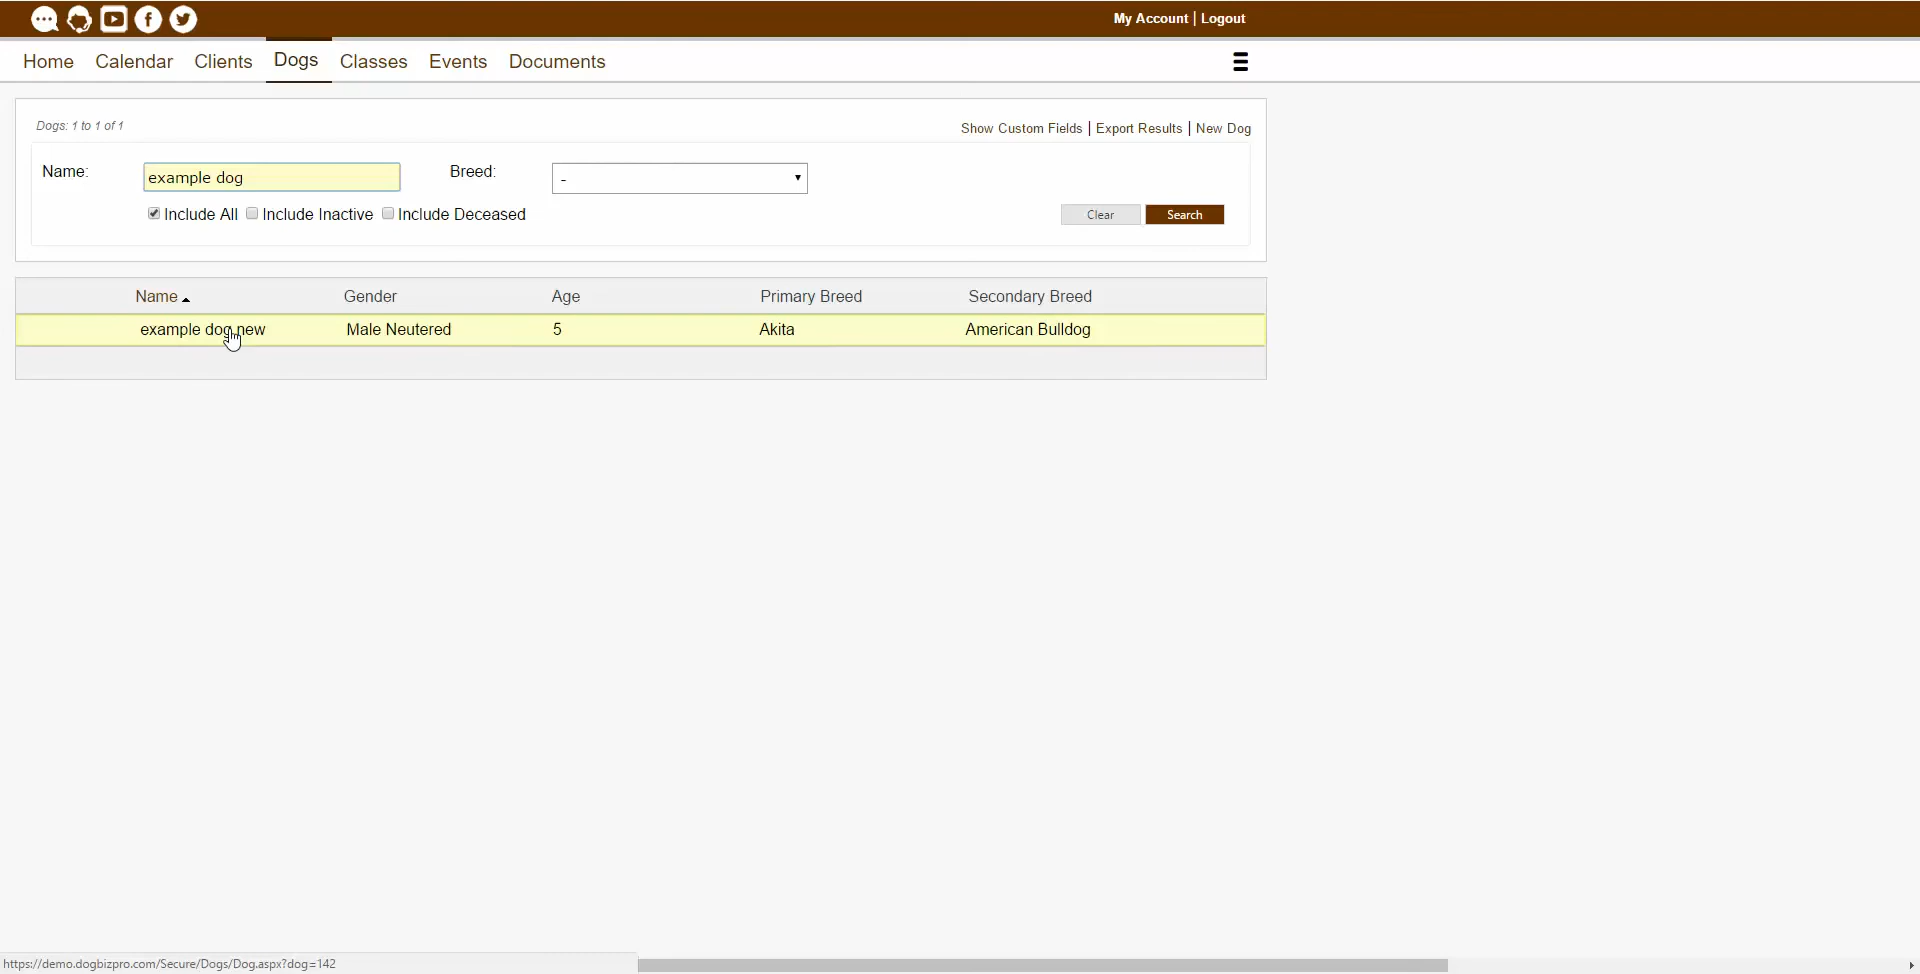 My Account | Logout
Home Calendar Clients Dogs Classes Events Documents
Dogs: 1 to 1 of 1
Show Custom Fields | Export Results | New Dog
Name: example dog Breed: -
Include All Include Inactive Include Deceased Clear Search
Name Gender Age Primary Breed Secondary Breed
example dog new Male Neutered 5 Akita American Bulldog
https://demo.dogbizpro.com/Secure/Dogs/Dog.aspx?dog=142